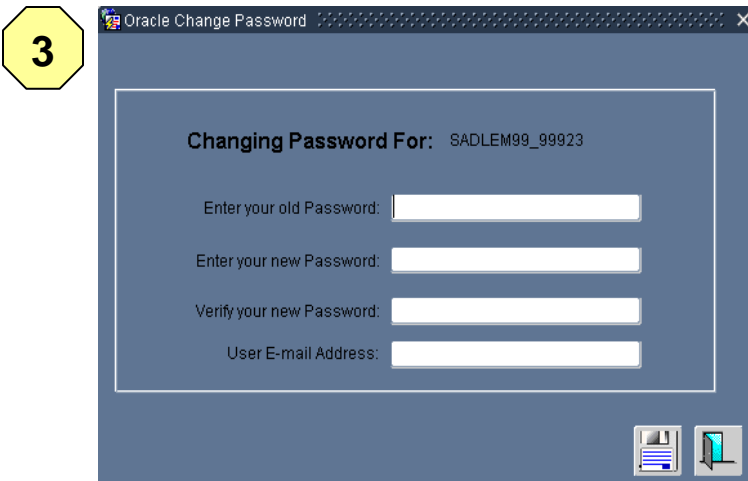 3
Oracle Change Password
Changing Password For: SADLEM99_99923
Enter your old Password:
Enter your new Password:
Verify your new Password:
User E-mail Address: